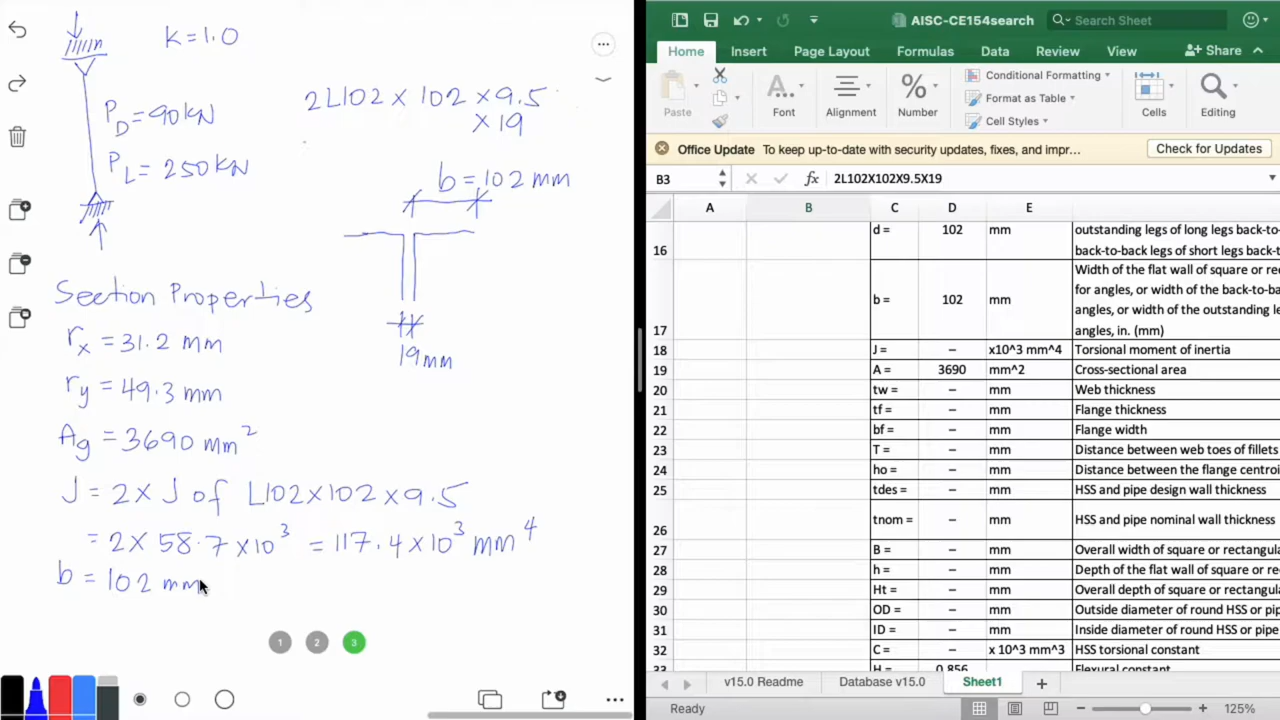 K = 1.0
P_D = 90 kN
P_L = 250 kN
2L102 × 102 × 9.5
× 19
b = 102 mm
19 mm
Section Properties
r_x = 31.2 mm
r_y = 49.3 mm
A_g = 3690 mm²
J = 2 × J of L102 × 102 × 9.5
= 2 × 58.7 × 10³ = 117.4 × 10³ mm⁴
b = 102 mm
1 2 3
AISC-CE154search
Search Sheet
Home Insert Page Layout Formulas Data Review View Share
Paste Font Alignment Number Conditional Formatting Cells Editing
Format as Table
Cell Styles
Office Update To keep up-to-date with security updates, fixes, and impr... Check for Updates
B3 fx 2L102X102X9.5X19
A B C D E
16 d = 102 mm outstanding legs of long legs back-to-
back-to-back legs of short legs back-t
17 b = 102 mm Width of the flat wall of square or rec
for angles, or width of the back-to-ba
angles, or width of the outstanding le
angles, in. (mm)
18 J = – x10^3 mm^4 Torsional moment of inertia
19 A = 3690 mm^2 Cross-sectional area
20 tw = – mm Web thickness
21 tf = – mm Flange thickness
22 bf = – mm Flange width
23 T = – mm Distance between web toes of fillets
24 ho = – mm Distance between the flange centroi
25 tdes = – mm HSS and pipe design wall thickness
26 tnom = – mm HSS and pipe nominal wall thickness
27 B = – mm Overall width of square or rectangula
28 h = – mm Depth of the flat wall of square or re
29 Ht = – mm Overall depth of square or rectangula
30 OD = – mm Outside diameter of round HSS or pip
31 ID = – mm Inside diameter of round HSS or pipe
32 C = – x 10^3 mm^3 HSS torsional constant
33 H = 0.856 Flexural constant
v15.0 Readme Database v15.0 Sheet1
Ready 125%